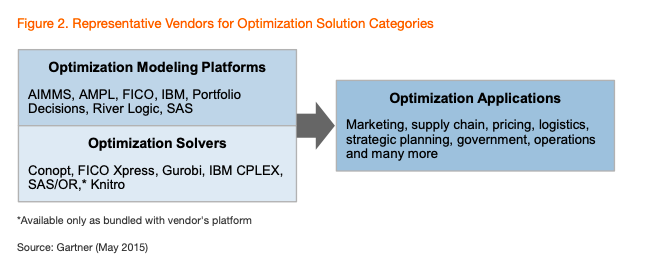 Figure 2. Representative Vendors for Optimization Solution Categories
Optimization Modeling Platforms
AIMMS, AMPL, FICO, IBM, Portfolio
Decisions, River Logic, SAS
Optimization Solvers
Conopt, FICO Xpress, Gurobi, IBM CPLEX,
SAS/OR,* Knitro
Optimization Applications
Marketing, supply chain, pricing, logistics,
strategic planning, government, operations
and many more
*Available only as bundled with vendor's platform
Source: Gartner (May 2015)